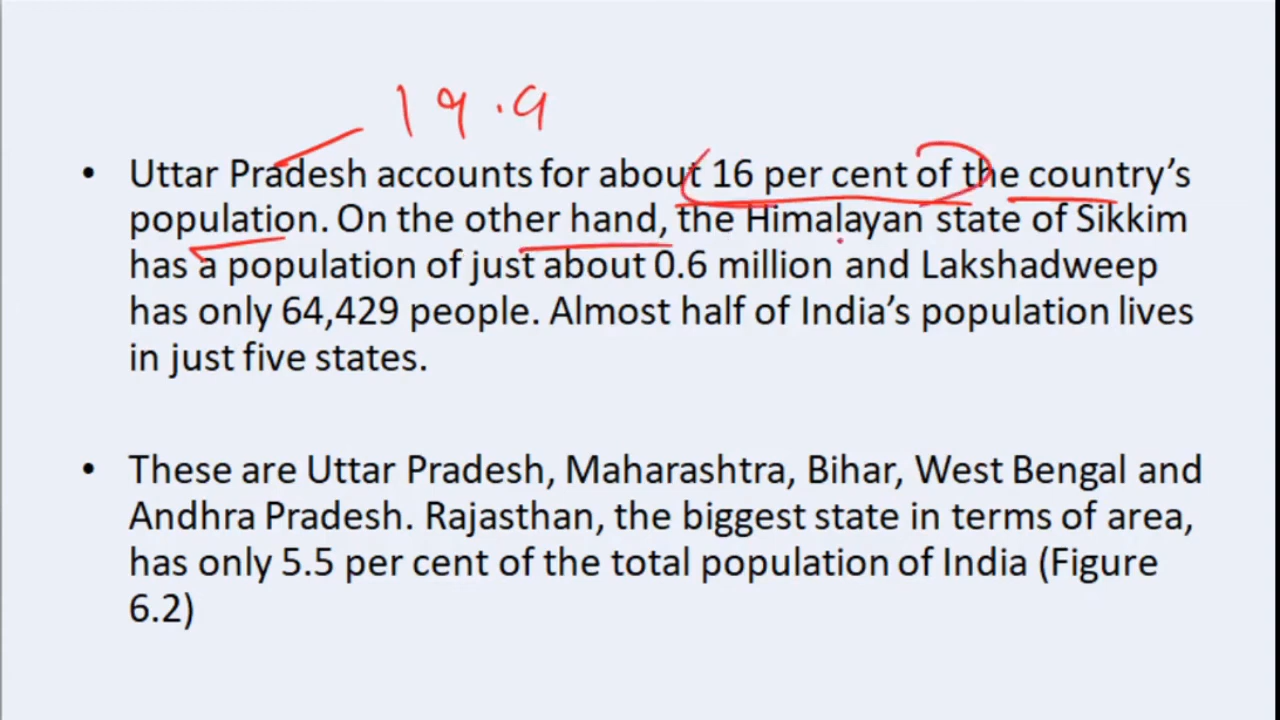 19.9
• Uttar Pradesh accounts for about 16 per cent of the country’s
population. On the other hand, the Himalayan state of Sikkim
has a population of just about 0.6 million and Lakshadweep
has only 64,429 people. Almost half of India’s population lives
in just five states.
• These are Uttar Pradesh, Maharashtra, Bihar, West Bengal and
Andhra Pradesh. Rajasthan, the biggest state in terms of area,
has only 5.5 per cent of the total population of India (Figure
6.2)